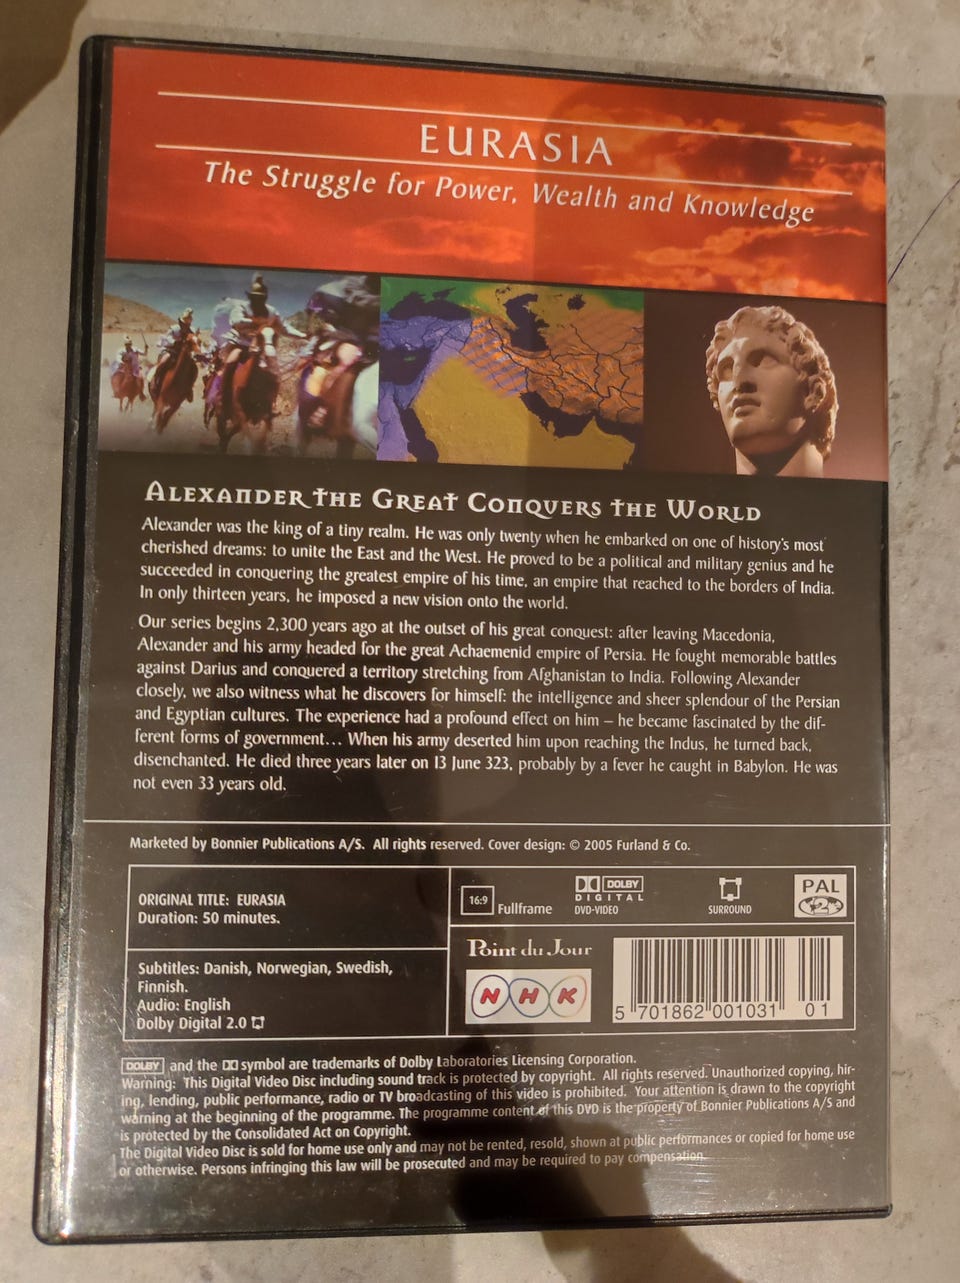 EURASIA
The Struggle for Power, Wealth and Knowledge
Alexander the Great Conquers the World
Alexander was the king of a tiny realm. He was only twenty when he embarked on one of history's most
cherished dreams: to unite the East and the West. He proved to be a political and military genius and he
succeeded in conquering the greatest empire of his time, an empire that reached to the borders of India.
In only thirteen years, he imposed a new vision onto the world.
Our series begins 2,300 years ago at the outset of his great conquest: after leaving Macedonia,
Alexander and his army headed for the great Achaemenid empire of Persia. He fought memorable battles
against Darius and conquered a territory stretching from Afghanistan to India. Following Alexander
closely, we also witness what he discovers for himself: the intelligence and sheer splendour of the Persian
and Egyptian cultures. The experience had a profound effect on him – he became fascinated by the dif-
ferent forms of government... When his army deserted him upon reaching the Indus, he turned back,
disenchanted. He died three years later on 13 June 323, probably by a fever he caught in Babylon. He was
not even 33 years old.
Marketed by Bonnier Publications A/S. All rights reserved. Cover design: © 2005 Furland & Co.
ORIGINAL TITLE: EURASIA
Duration: 50 minutes.
Subtitles: Danish, Norwegian, Swedish,
Finnish.
Audio: English
Dolby Digital 2.0
16:9 Fullframe
DOLBY
DIGITAL
DVD-VIDEO
SURROUND
PAL
2
Point du Jour
NHK
5 701862 001031 01
DOLBY and the symbol are trademarks of Dolby Laboratories Licensing Corporation.
Warning: This Digital Video Disc including sound track is protected by copyright. All rights reserved. Unauthorized copying, hir-
ing, lending, public performance, radio or TV broadcasting of this video is prohibited. Your attention is drawn to the copyright
warning at the beginning of the programme. The programme content of this DVD is the property of Bonnier Publications A/S and
is protected by the Consolidated Act on Copyright.
The Digital Video Disc is sold for home use only and may not be rented, resold, shown at public performances or copied for home use
or otherwise. Persons infringing this law will be prosecuted and may be required to pay compensation.